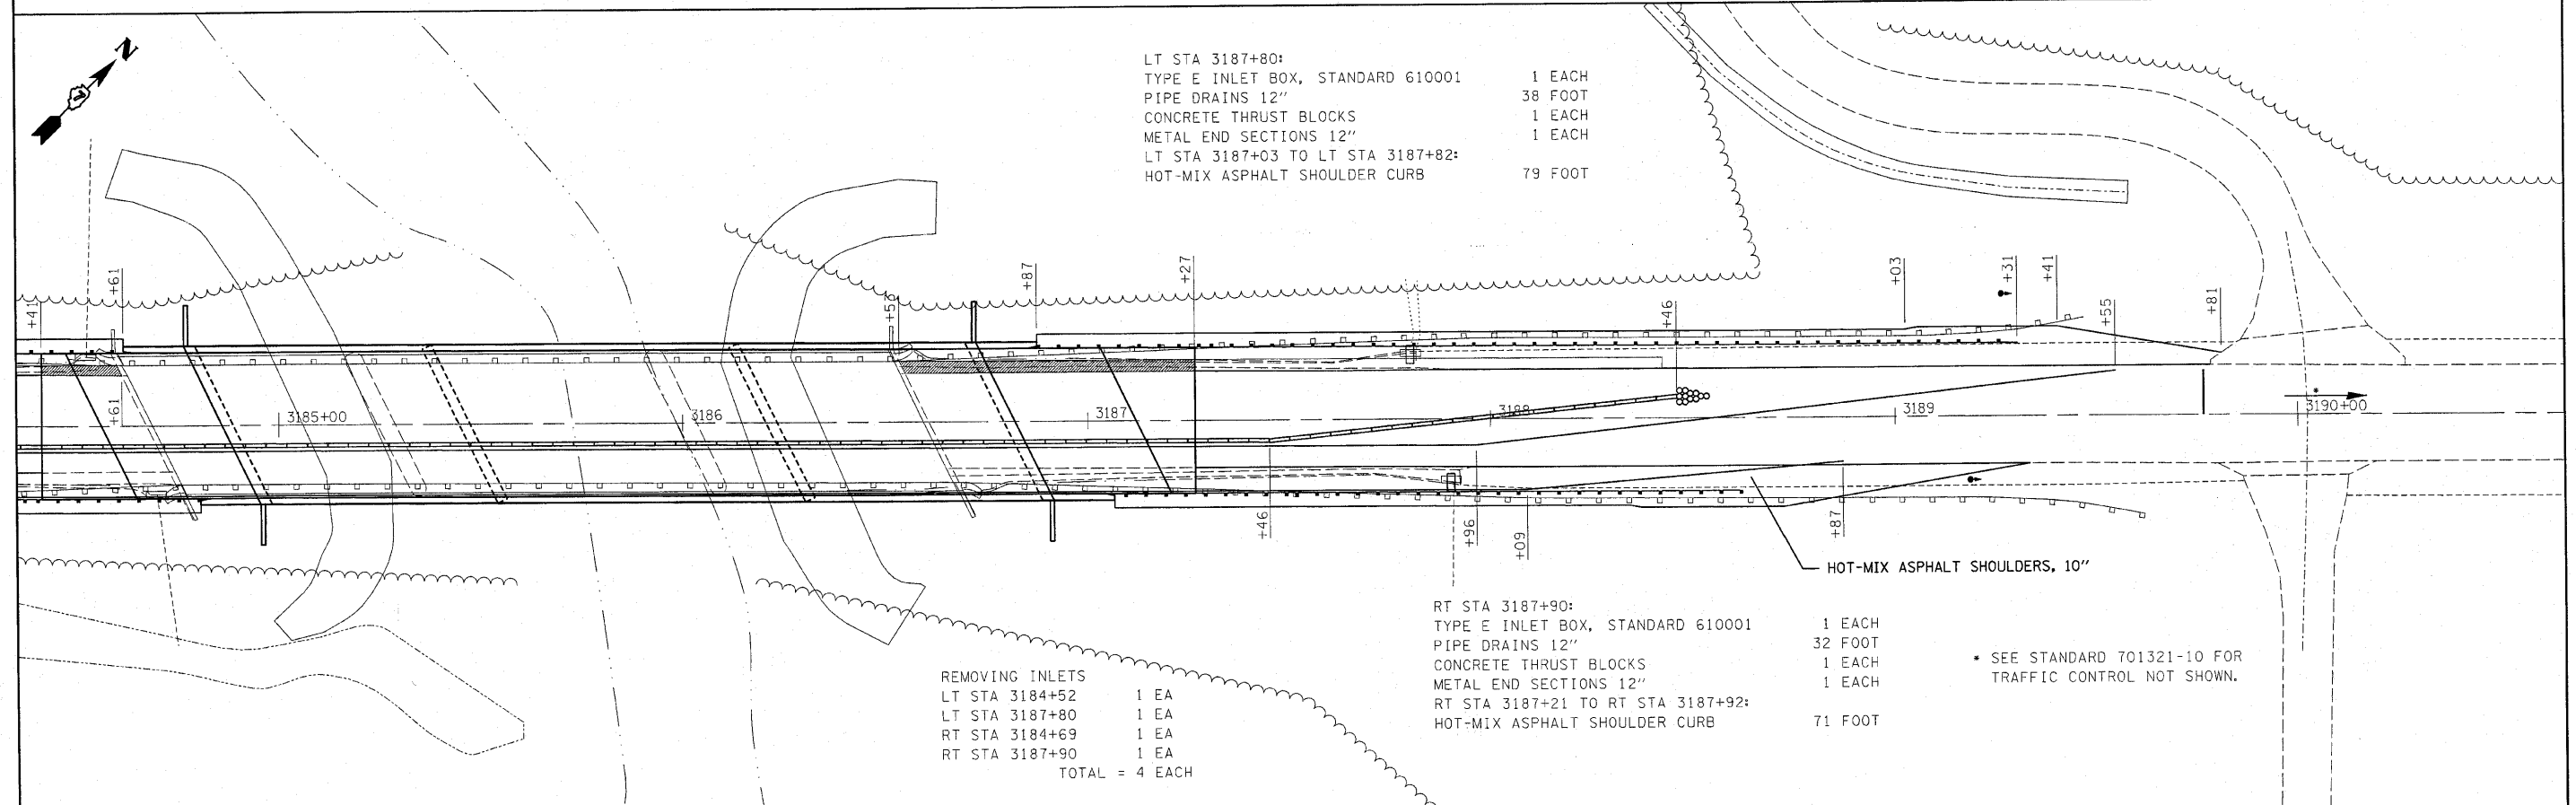 N
LT STA 3187+80:
TYPE E INLET BOX, STANDARD 610001 1 EACH
PIPE DRAINS 12" 38 FOOT
CONCRETE THRUST BLOCKS 1 EACH
METAL END SECTIONS 12" 1 EACH
LT STA 3187+03 TO LT STA 3187+82:
HOT-MIX ASPHALT SHOULDER CURB 79 FOOT
+41
+61
+87
+27
+46
+03
+31
+41
+55
+81
+61
3185+00
3186
3187
3188
3189
*
3190+00
+46
+96
+09
+87
HOT-MIX ASPHALT SHOULDERS, 10"
RT STA 3187+90:
TYPE E INLET BOX, STANDARD 610001 1 EACH
PIPE DRAINS 12" 32 FOOT
CONCRETE THRUST BLOCKS 1 EACH
METAL END SECTIONS 12" 1 EACH
RT STA 3187+21 TO RT STA 3187+92:
HOT-MIX ASPHALT SHOULDER CURB 71 FOOT
* SEE STANDARD 701321-10 FOR
TRAFFIC CONTROL NOT SHOWN.
REMOVING INLETS
LT STA 3184+52 1 EA
LT STA 3187+80 1 EA
RT STA 3184+69 1 EA
RT STA 3187+90 1 EA
TOTAL = 4 EACH